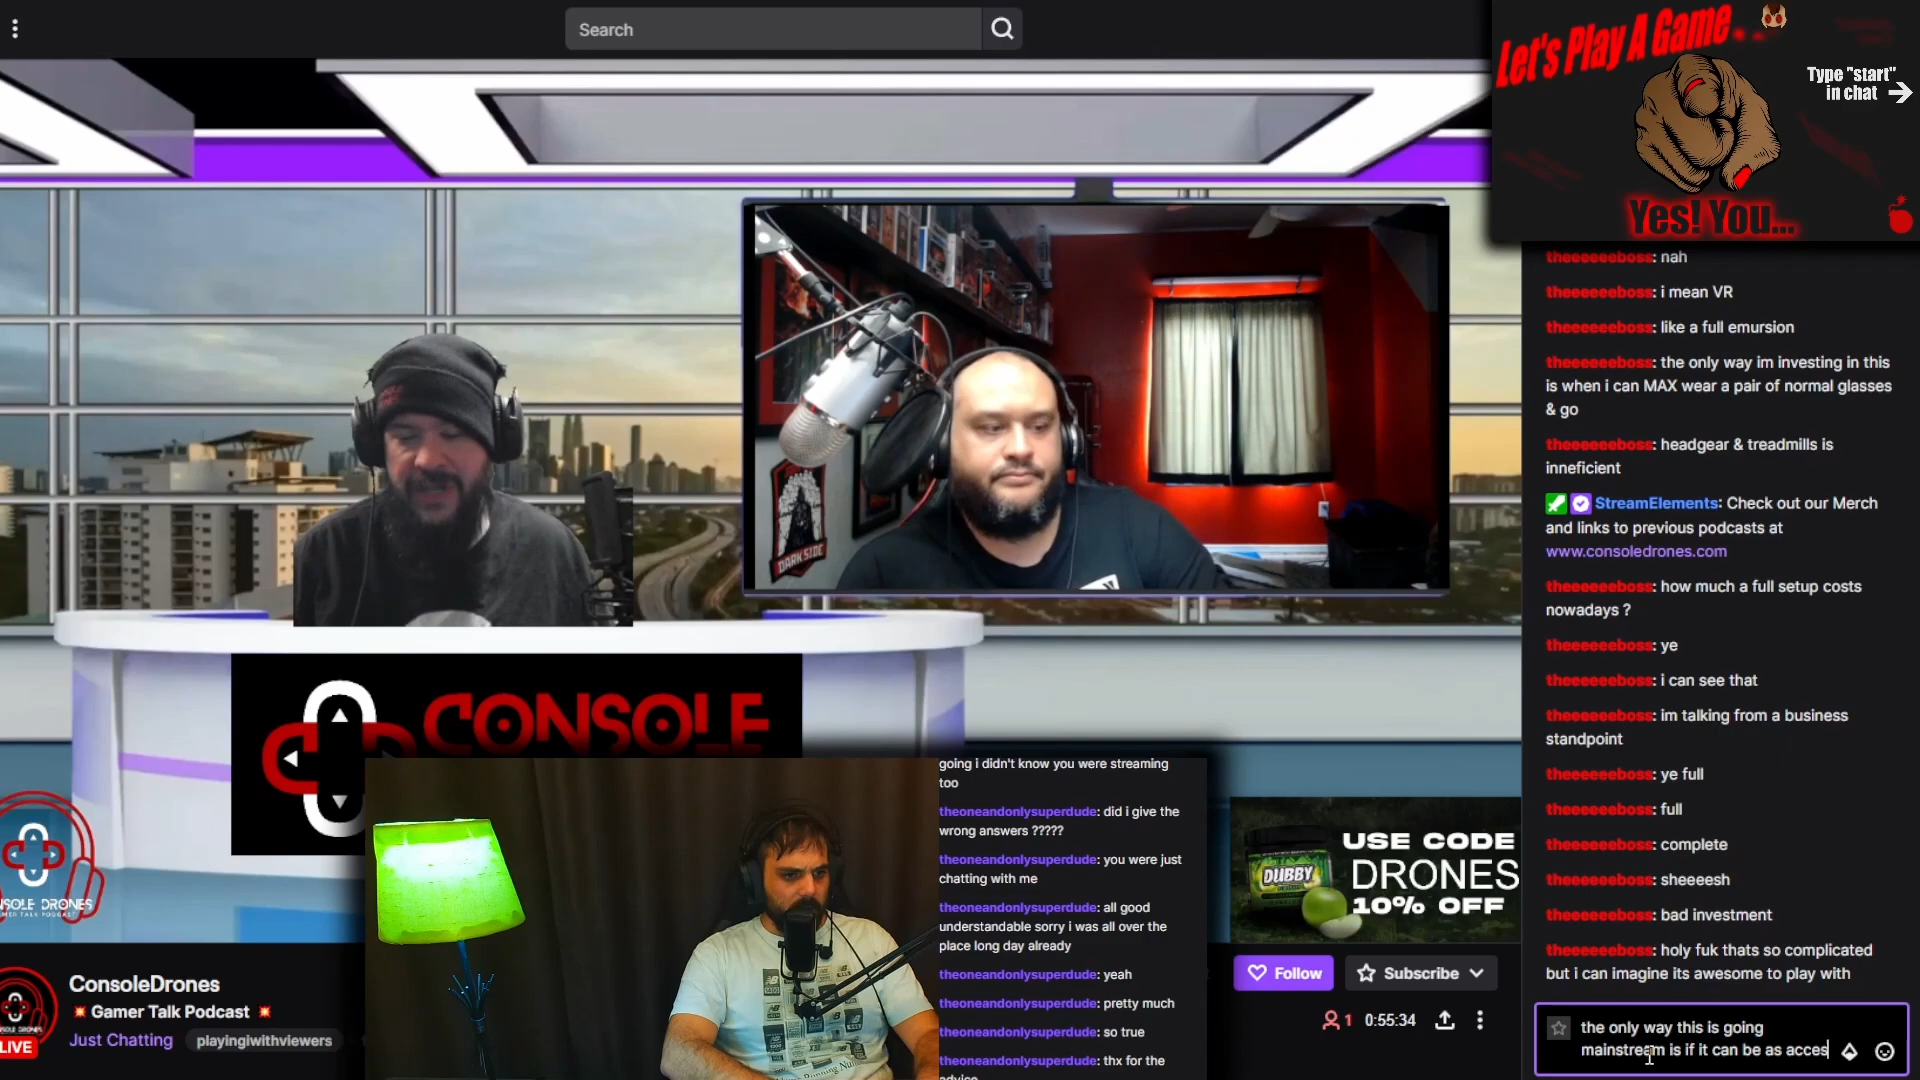 Search
Let's Play A Game...
Type "start"
in chat
Yes! You...
theeeeeeboss: nah
theeeeeeboss: i mean VR
theeeeeeboss: like a full emursion
theeeeeeboss: the only way im investing in this
is when i can MAX wear a pair of normal glasses
& go
theeeeeeboss: headgear & treadmills is
inneficient
StreamElements: Check out our Merch
and links to previous podcasts at
www.consoledrones.com
theeeeeeboss: how much a full setup costs
nowadays ?
theeeeeeboss: ye
theeeeeeboss: i can see that
theeeeeeboss: im talking from a business
standpoint
theeeeeeboss: ye full
theeeeeeboss: full
theeeeeeboss: complete
theeeeeeboss: sheeeesh
theeeeeeboss: bad investment
theeeeeeboss: holy fuk thats so complicated
but i can imagine its awesome to play with
the only way this is going
mainstream is if it can be as acces
DARK SIDE
CONSOLE
going i didn't know you were streaming
too
theoneandonlysuperdude: did i give the
wrong answers ?????
theoneandonlysuperdude: you were just
chatting with me
theoneandonlysuperdude: all good
understandable sorry i was all over the
place long day already
theoneandonlysuperdude: yeah
theoneandonlysuperdude: pretty much
theoneandonlysuperdude: so true
theoneandonlysuperdude: thx for the
advice
DUBBY
USE CODE
DRONES
10% OFF
Follow
Subscribe
1
0:55:34
ConsoleDrones
Gamer Talk Podcast
Just Chatting
playingiwithviewers
LIVE